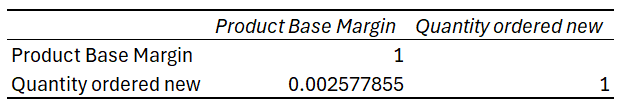 Product Base Margin Quantity ordered new
Product Base Margin 1
Quantity ordered new 0.002577855 1